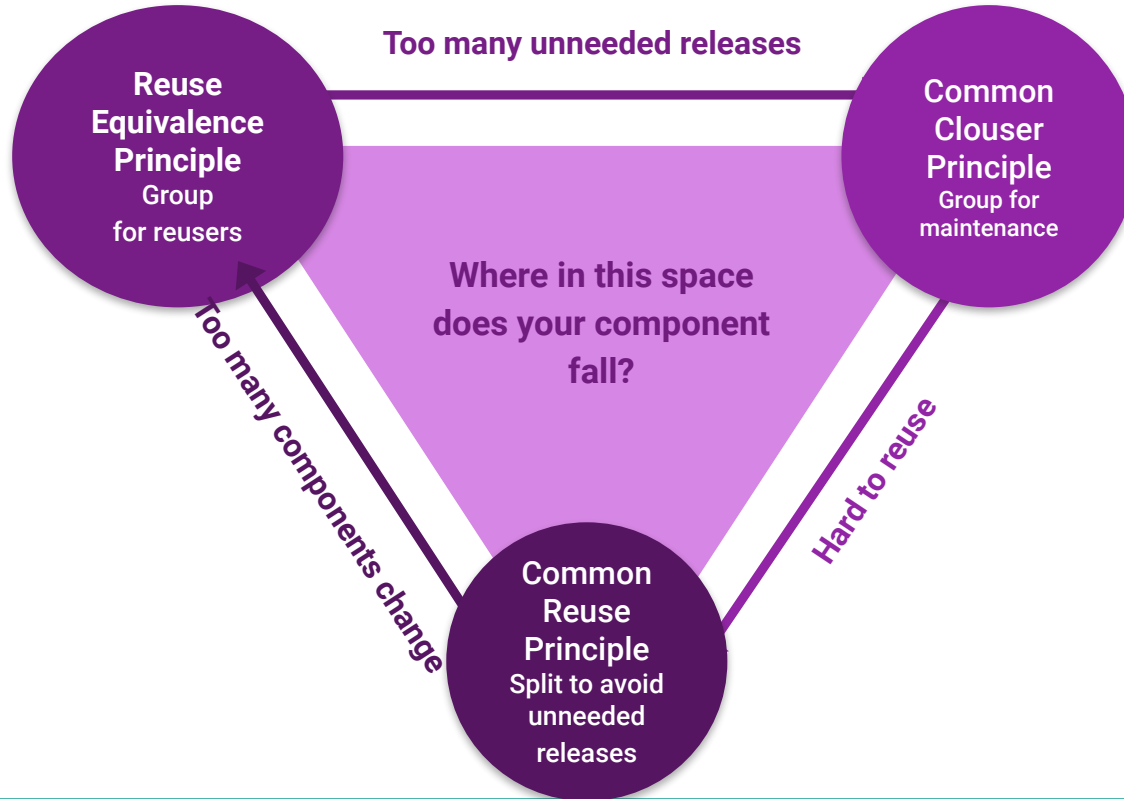 Too many unneeded releases
Reuse
Equivalence
Principle
Group
for reusers
Common
Clouser
Principle
Group for
maintenance
Where in this space
does your component
fall?
Too many components change
Hard to reuse
Common
Reuse
Principle
Split to avoid
unneeded
releases